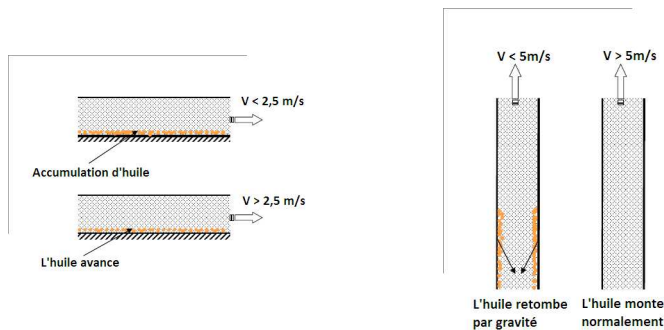 V < 2,5 m/s
Accumulation d'huile
V > 2,5 m/s
L'huile avance
V < 5m/s
V > 5m/s
L'huile retombe
par gravité
L'huile monte
normalement